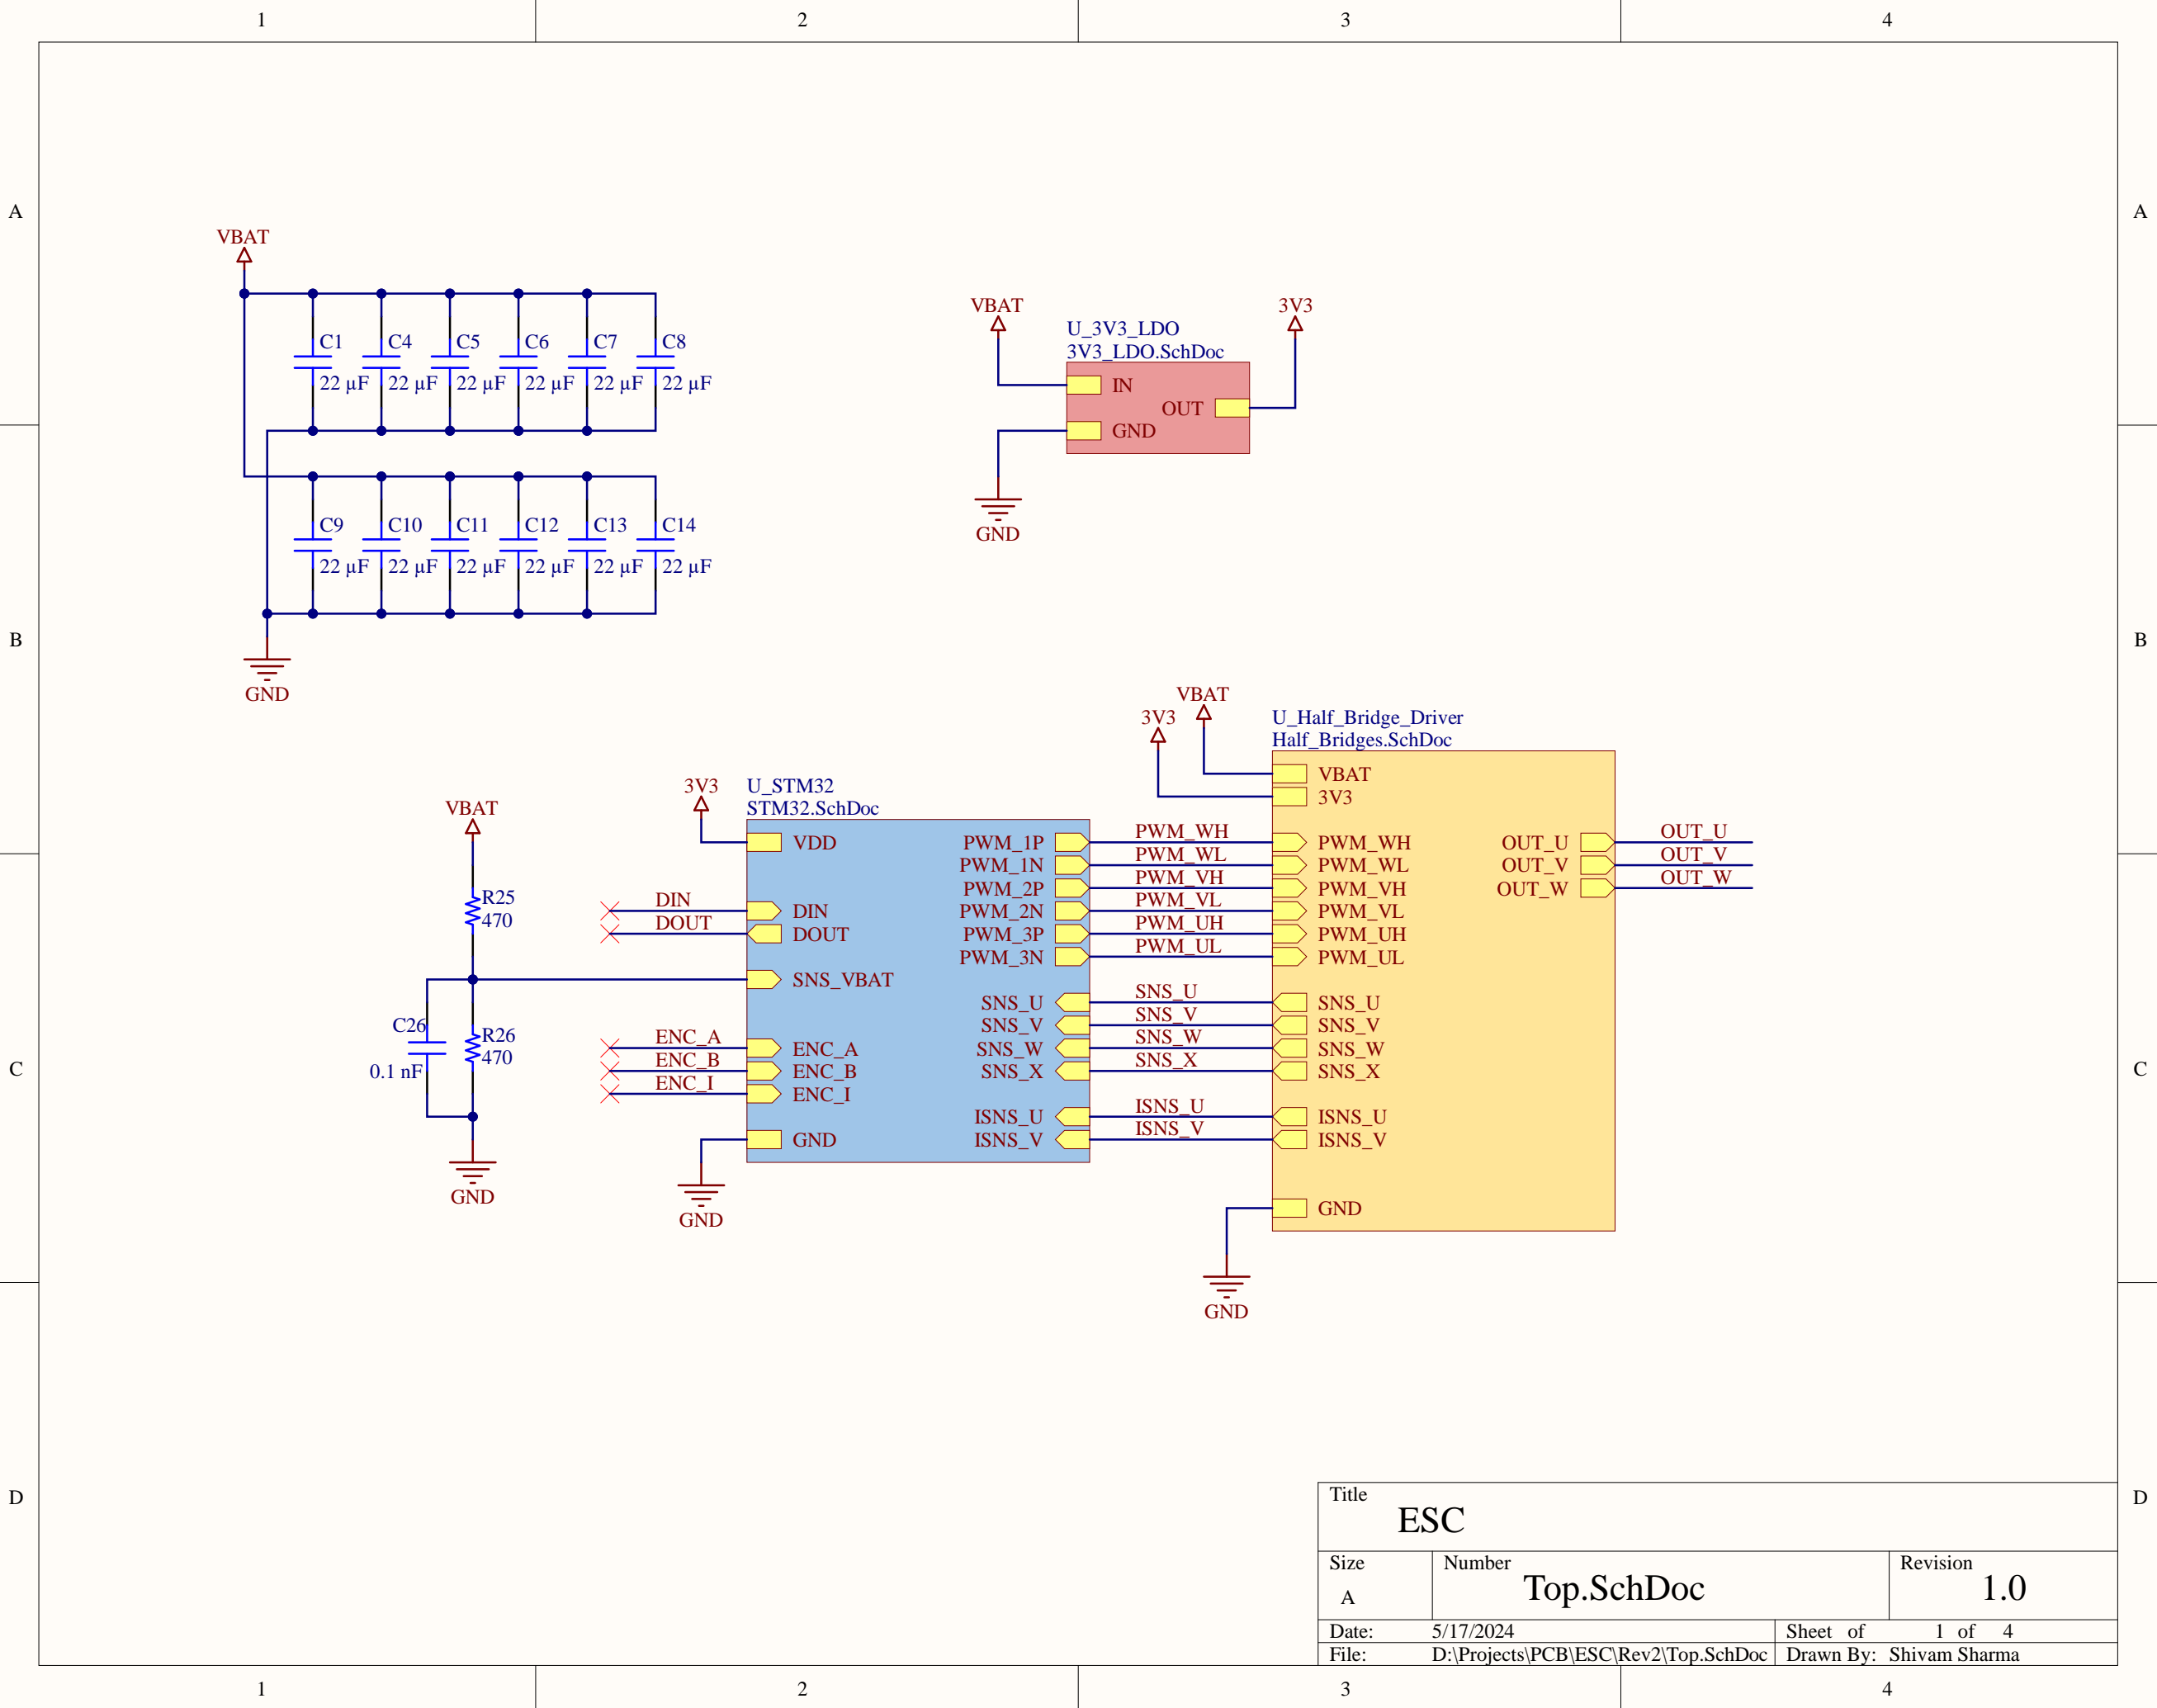 1 2 3 4
A A
VBAT
C1 C4 C5 C6 C7 C8
22 µF 22 µF 22 µF 22 µF 22 µF 22 µF
C9 C10 C11 C12 C13 C14
22 µF 22 µF 22 µF 22 µF 22 µF 22 µF
GND
VBAT 3V3
U_3V3_LDO
3V3_LDO.SchDoc
IN
OUT
GND
GND
B B
VBAT
R25
470
C26
0.1 nF
R26
470
GND
3V3
U_STM32
STM32.SchDoc
VDD
DIN DIN
DOUT DOUT
SNS_VBAT
ENC_A ENC_A
ENC_B ENC_B
ENC_I ENC_I
GND
GND
PWM_1P PWM_WH
PWM_1N PWM_WL
PWM_2P PWM_VH
PWM_2N PWM_VL
PWM_3P PWM_UH
PWM_3N PWM_UL
SNS_U SNS_U
SNS_V SNS_V
SNS_W SNS_W
SNS_X SNS_X
ISNS_U ISNS_U
ISNS_V ISNS_V
VBAT
3V3
U_Half_Bridge_Driver
Half_Bridges.SchDoc
VBAT
3V3
PWM_WH
PWM_WL
PWM_VH
PWM_VL
PWM_UH
PWM_UL
SNS_U
SNS_V
SNS_W
SNS_X
ISNS_U
ISNS_V
GND
GND
OUT_U OUT_U
OUT_V OUT_V
OUT_W OUT_W
C C
D D
Title
ESC
Size Number Revision
A Top.SchDoc 1.0
Date: 5/17/2024 Sheet of 1 of 4
File: D:\Projects\PCB\ESC\Rev2\Top.SchDoc Drawn By: Shivam Sharma
1 2 3 4